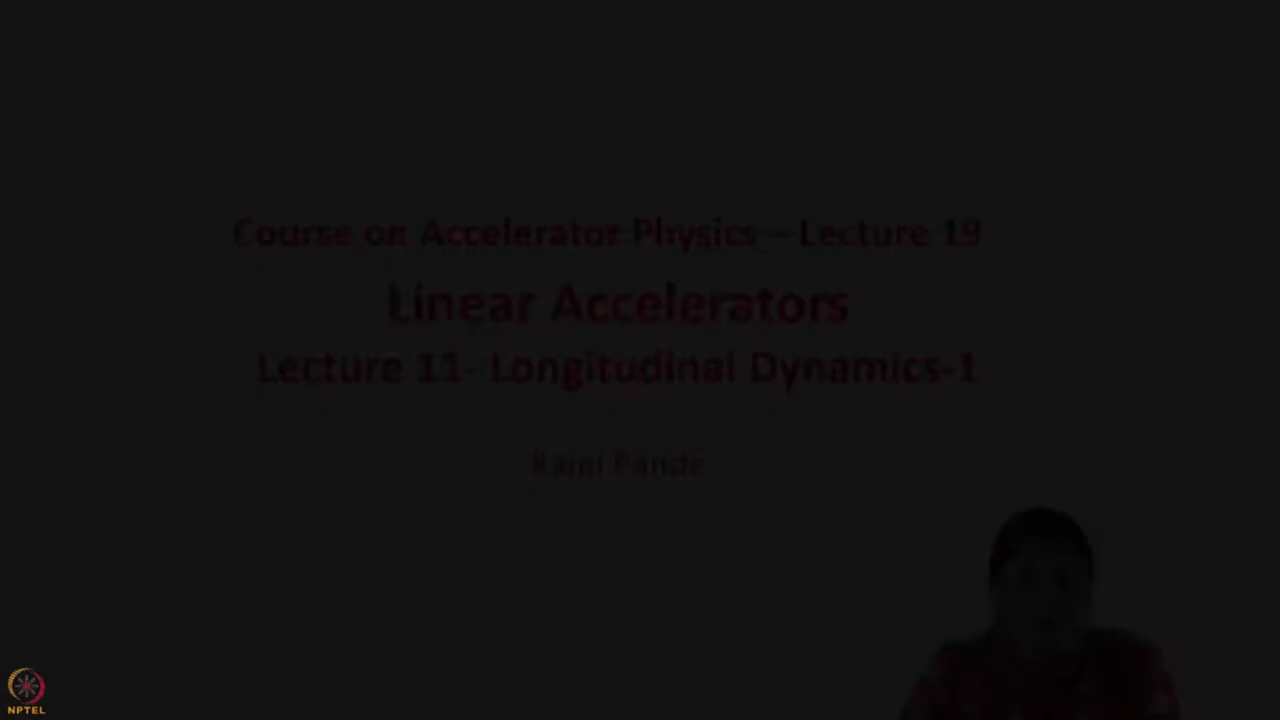 Course on Accelerator Physics – Lecture 19
Linear Accelerators
Lecture 11- Longitudinal Dynamics-1
Rajni Pande
NPTEL